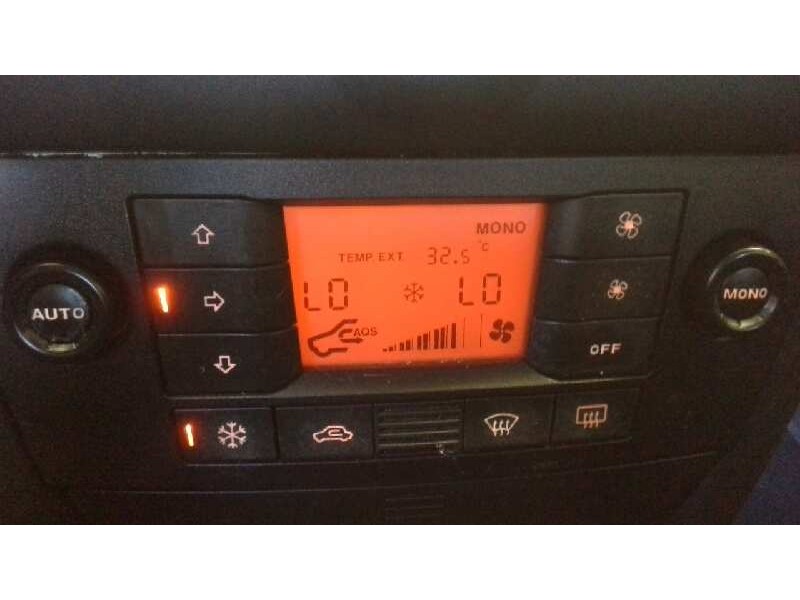 MONO
TEMP. EXT 32.5 °C
LO LO
AQS
AUTO
MONO
OFF